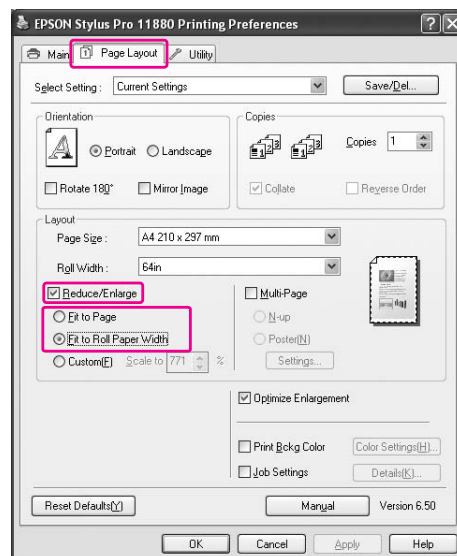 EPSON Stylus Pro 11880 Printing Preferences
Main Page Layout Utility
Select Setting : Current Settings Save/Del...
Orientation Copies
Portrait Landscape Copies 1
Rotate 180° Mirror Image Collate Reverse Order
Layout
Page Size : A4 210 x 297 mm
Roll Width : 64in
Reduce/Enlarge Multi-Page
Fit to Page N-up
Fit to Roll Paper Width Poster(N)
Custom(F) Scale to 771 % Settings...
Optimize Enlargement
Print Bckg Color Color Settings(H)...
Job Settings Details(K)...
Reset Defaults(Y) Manual Version 6.50
OK Cancel Apply Help